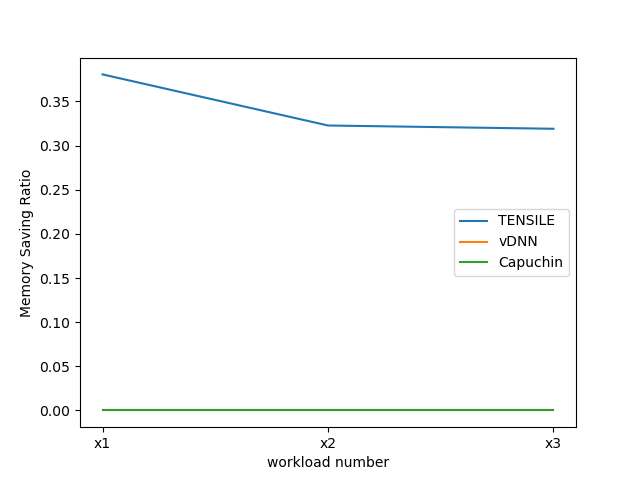 Memory Saving Ratio
0.35
0.30
0.25
0.20
0.15
0.10
0.05
0.00
TENSILE
vDNN
Capuchin
x1 x2 x3
workload number